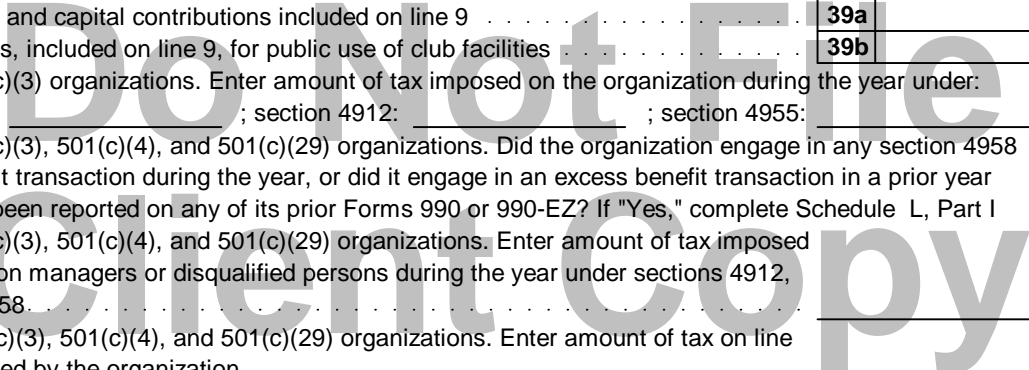 and capital contributions included on line 9 . . . . . . . . . . . . . . . . . 39a
s, included on line 9, for public use of club facilities . . . . . . . . . . . . . . 39b
c)(3) organizations. Enter amount of tax imposed on the organization during the year under:
; section 4912: ; section 4955:
c)(3), 501(c)(4), and 501(c)(29) organizations. Did the organization engage in any section 4958
t transaction during the year, or did it engage in an excess benefit transaction in a prior year
been reported on any of its prior Forms 990 or 990-EZ? If "Yes," complete Schedule L, Part I
c)(3), 501(c)(4), and 501(c)(29) organizations. Enter amount of tax imposed
on managers or disqualified persons during the year under sections 4912,
58. . . . . . . . . . . . . . . . . . . . . . . . . . . . . . . . . . .
c)(3), 501(c)(4), and 501(c)(29) organizations. Enter amount of tax on line
ed by the organization
Do Not File
Client Copy